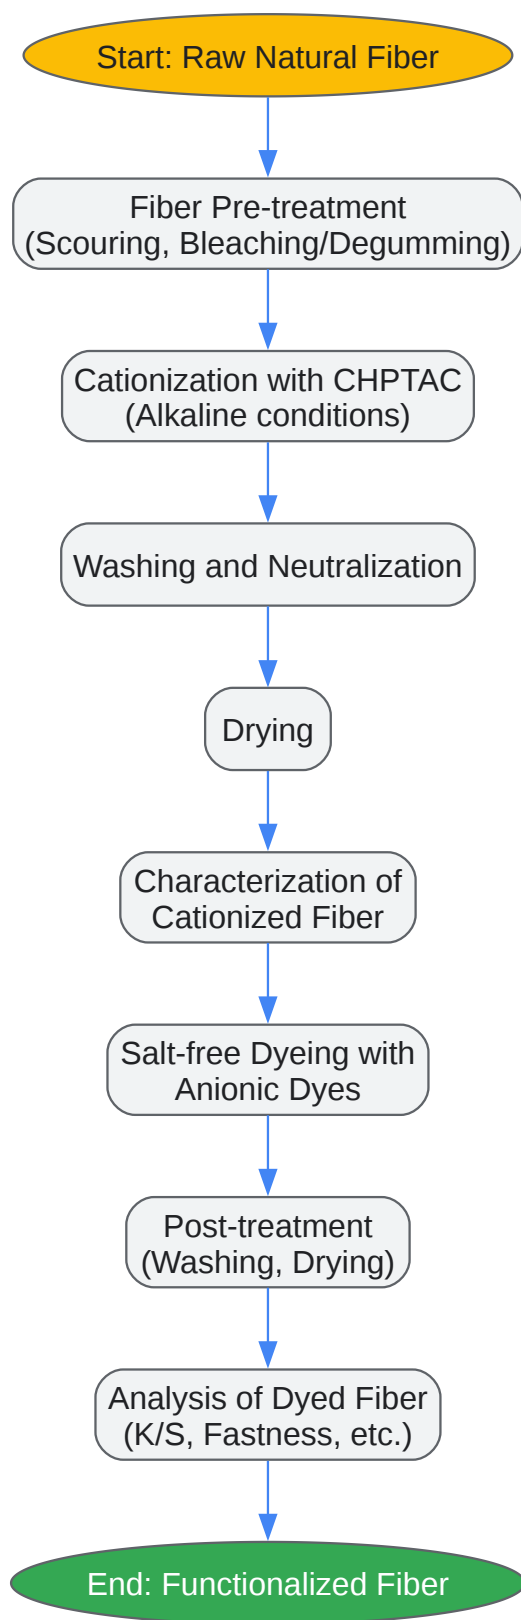 Start: Raw Natural Fiber
Fiber Pre-treatment
(Scouring, Bleaching/Degumming)
Cationization with CHPTAC
(Alkaline conditions)
Washing and Neutralization
Drying
Characterization of
Cationized Fiber
Salt-free Dyeing with
Anionic Dyes
Post-treatment
(Washing, Drying)
Analysis of Dyed Fiber
(K/S, Fastness, etc.)
End: Functionalized Fiber